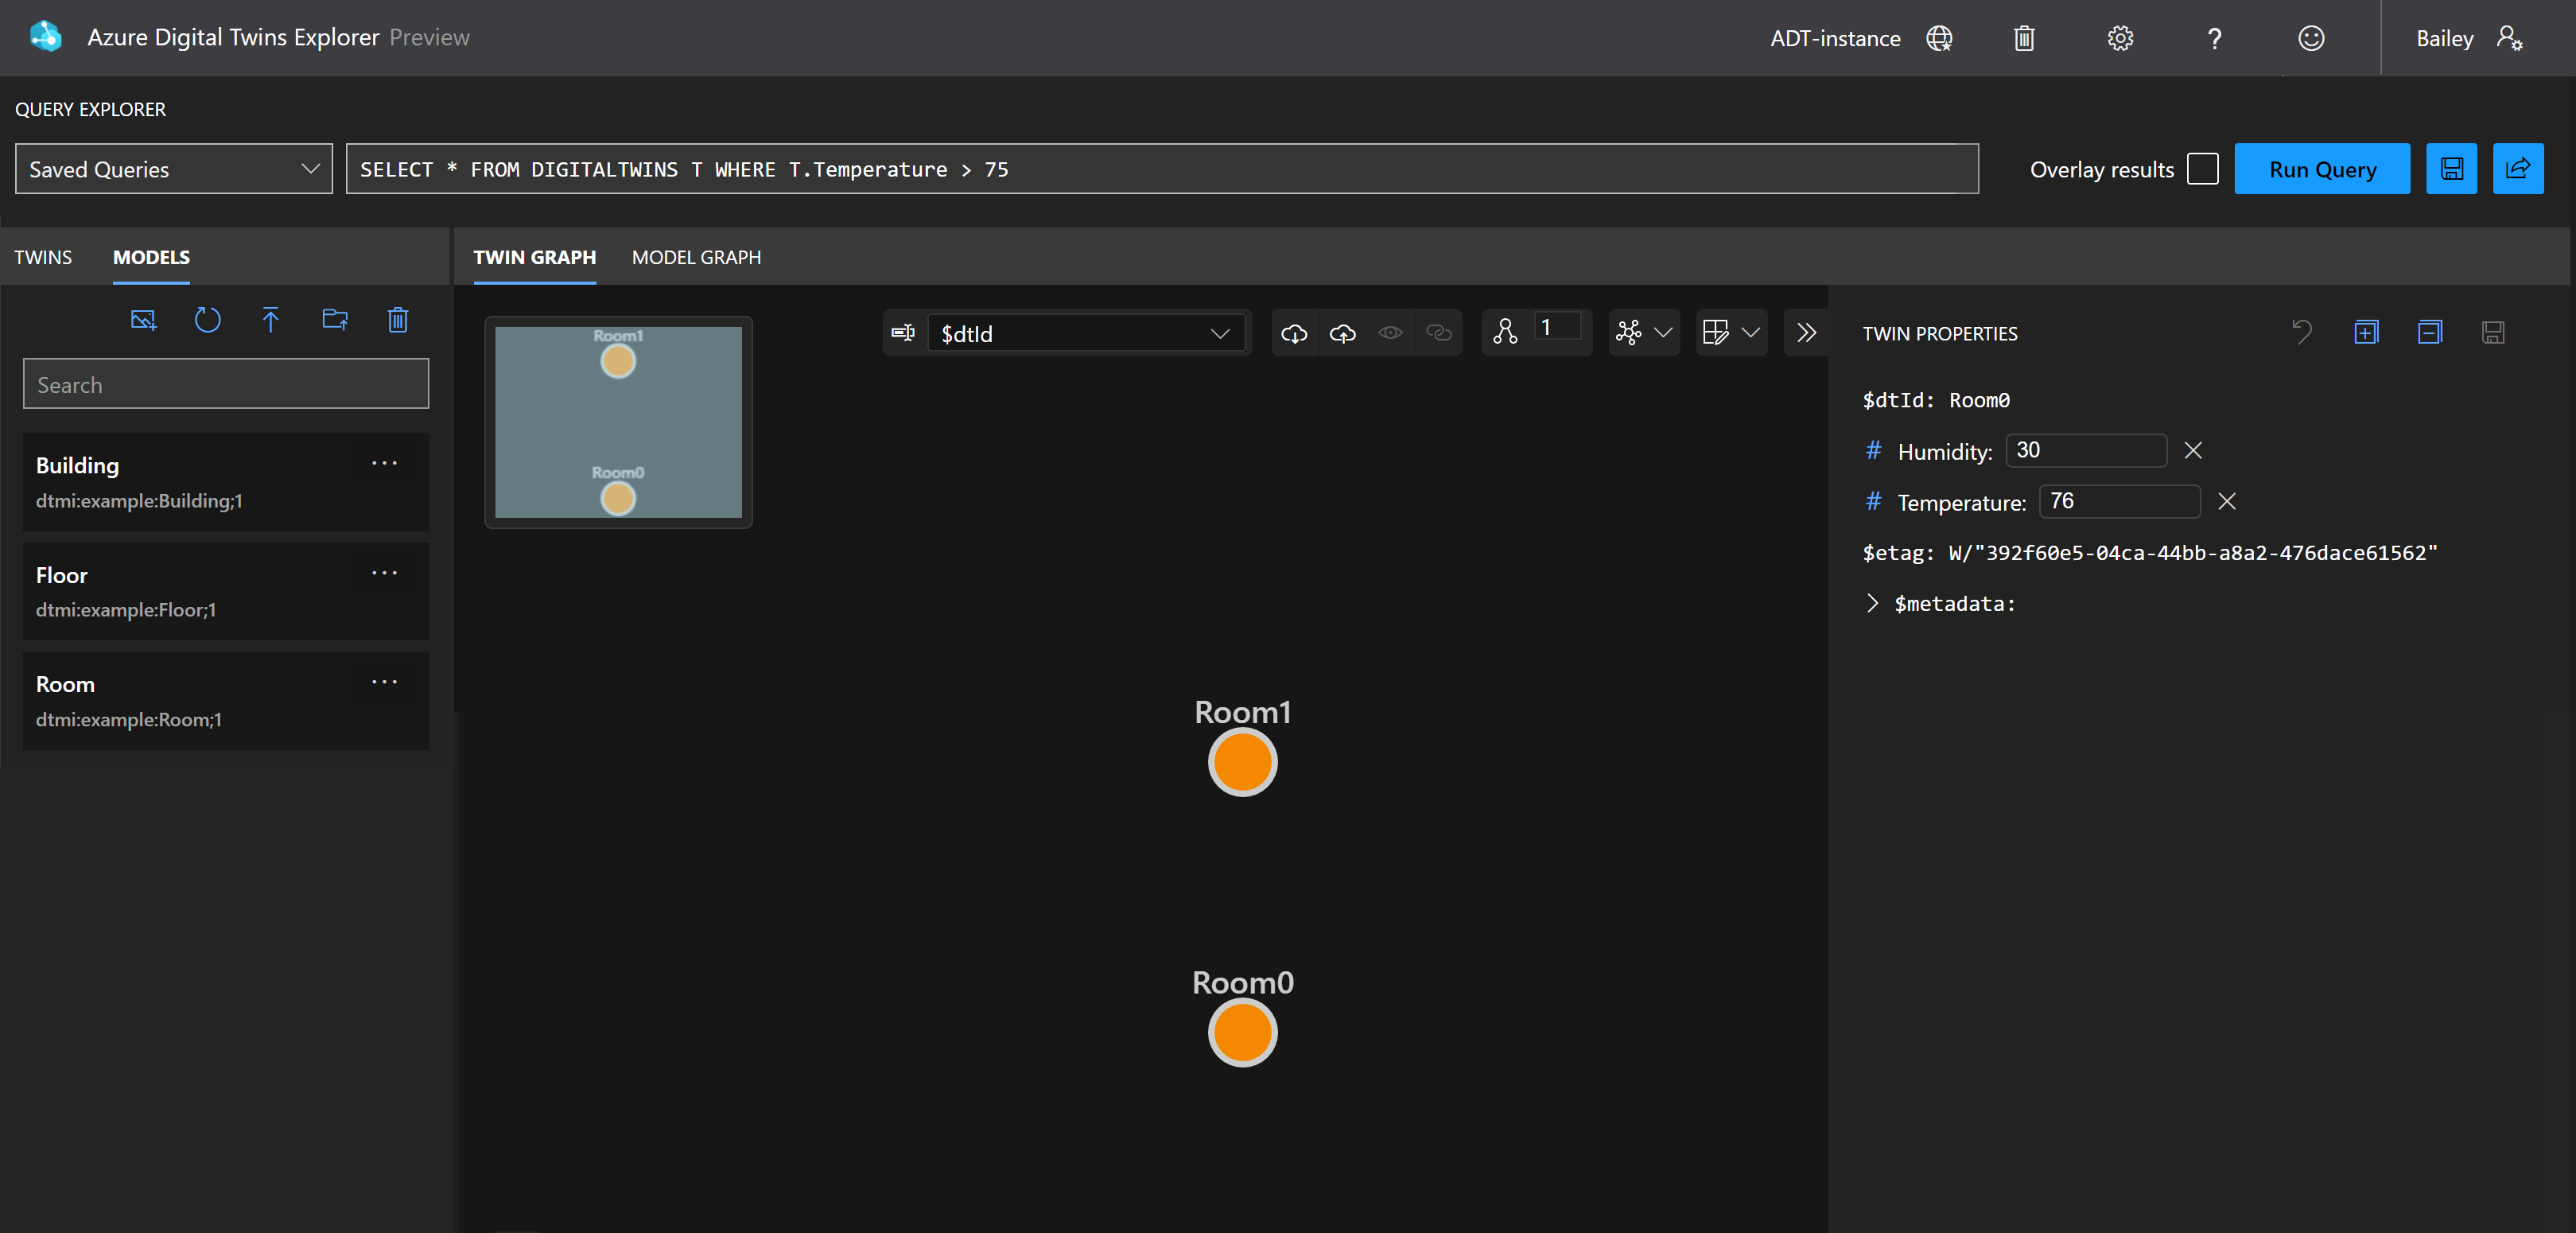 Azure Digital Twins Explorer Preview
ADT-instance
?
Bailey
QUERY EXPLORER
Saved Queries
SELECT * FROM DIGITALTWINS T WHERE T.Temperature > 75
Overlay results
Run Query
TWINS
MODELS
TWIN GRAPH
MODEL GRAPH
Search
Building
dtmi:example:Building;1
Floor
dtmi:example:Floor;1
Room
dtmi:example:Room;1
Room1
Room0
$dtId
1
Room1
Room0
TWIN PROPERTIES
$dtId: Room0
# Humidity: 30
# Temperature: 76
$etag: W/"392f60e5-04ca-44bb-a8a2-476dace61562"
$metadata: